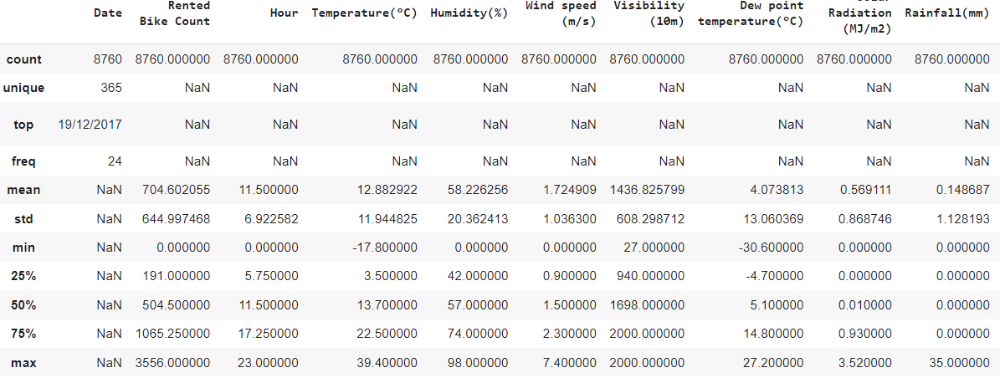 Date Rented Bike Count Hour Temperature(°C) Humidity(%) Wind speed (m/s) Visibility (10m) Dew point temperature(°C) Radiation (MJ/m2) Rainfall(mm)
count 8760 8760.000000 8760.000000 8760.000000 8760.000000 8760.000000 8760.000000 8760.000000 8760.000000 8760.000000
unique 365 NaN NaN NaN NaN NaN NaN NaN NaN NaN
top 19/12/2017 NaN NaN NaN NaN NaN NaN NaN NaN NaN
freq 24 NaN NaN NaN NaN NaN NaN NaN NaN NaN
mean NaN 704.602055 11.500000 12.882922 58.226256 1.724909 1436.825799 4.073813 0.569111 0.148687
std NaN 644.997468 6.922582 11.944825 20.362413 1.036300 608.298712 13.060369 0.868746 1.128193
min NaN 0.000000 0.000000 -17.800000 0.000000 0.000000 27.000000 -30.600000 0.000000 0.000000
25% NaN 191.000000 5.750000 3.500000 42.000000 0.900000 940.000000 -4.700000 0.000000 0.000000
50% NaN 504.500000 11.500000 13.700000 57.000000 1.500000 1698.000000 5.100000 0.010000 0.000000
75% NaN 1065.250000 17.250000 22.500000 74.000000 2.300000 2000.000000 14.800000 0.930000 0.000000
max NaN 3556.000000 23.000000 39.400000 98.000000 7.400000 2000.000000 27.200000 3.520000 35.000000